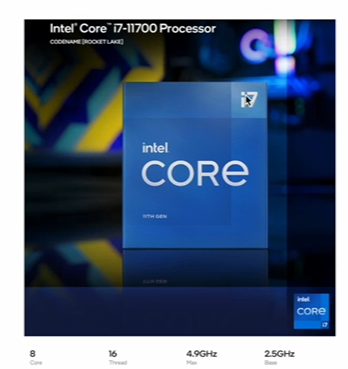 Intel® Core™ i7-11700 Processor
CODENAME [ROCKET LAKE]
i7
intel
CORE
11TH GEN
intel
CORE
i7
8
16
4.9GHz
2.5GHz
Core
Thread
Max
Base